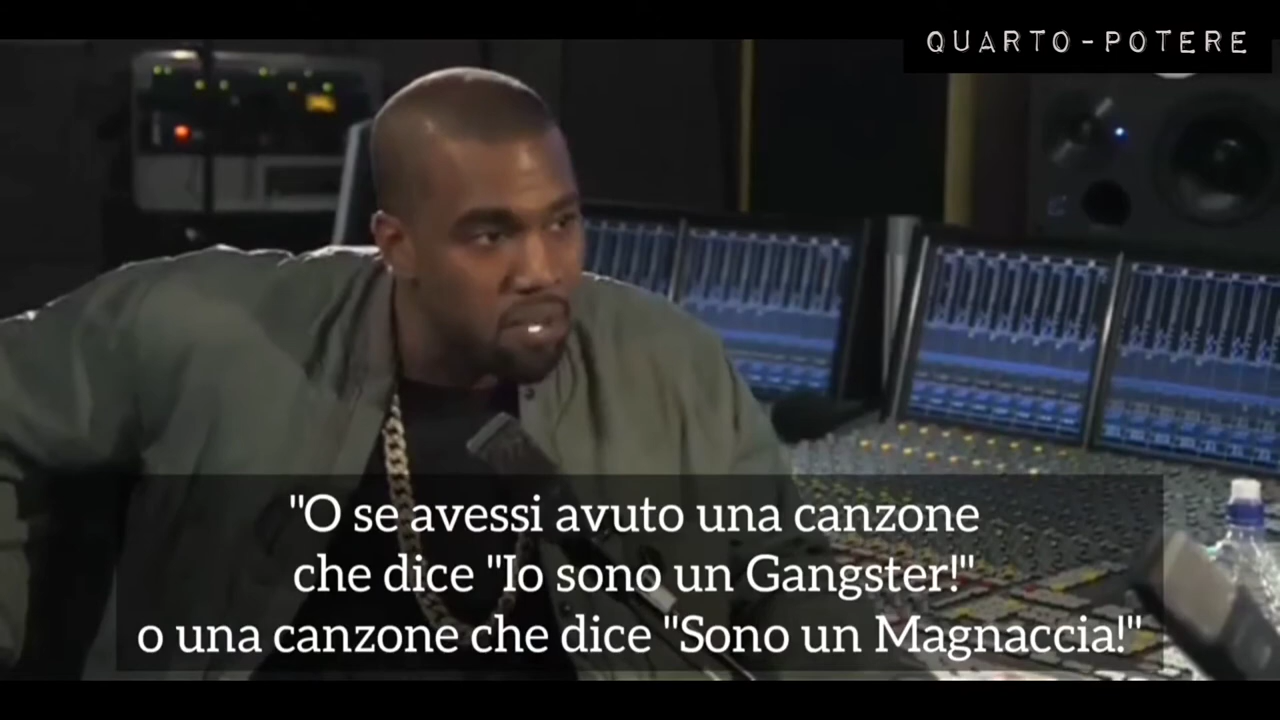 QUARTO-POTERE
"O se avessi avuto una canzone
che dice "Io sono un Gangster!"
o una canzone che dice "Sono un Magnaccia!"